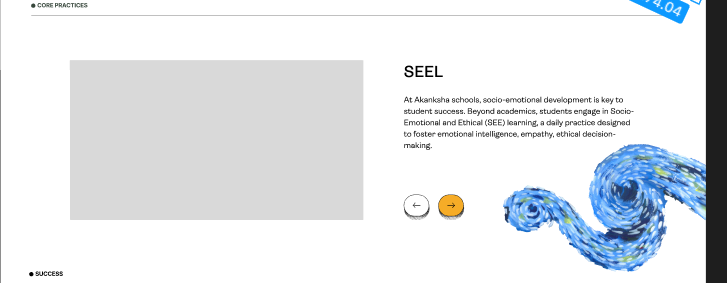 CORE PRACTICES
74.04
SEEL
At Akanksha schools, socio-emotional development is key to
student success. Beyond academics, students engage in Socio-
Emotional and Ethical (SEE) learning, a daily practice designed
to foster emotional intelligence, empathy, ethical decision-
making.
SUCCESS